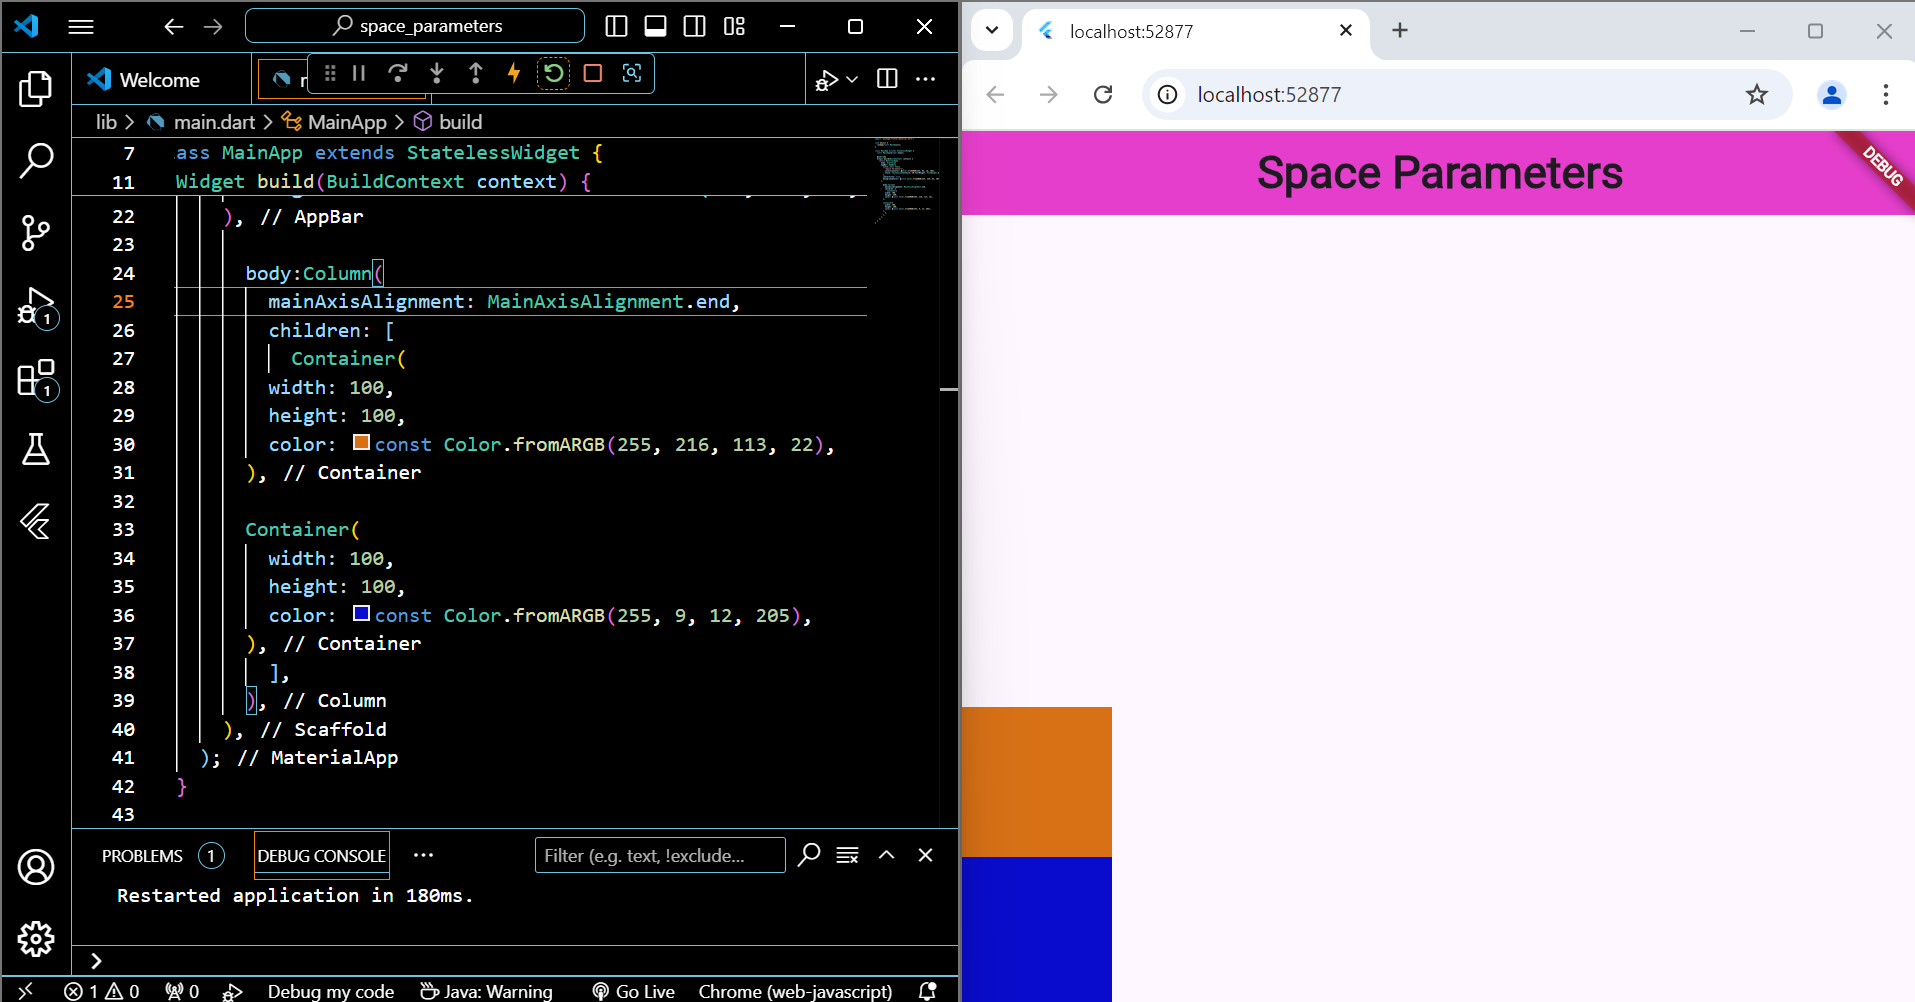 space_parameters
Welcome
lib > main.dart > MainApp > build
7 ass MainApp extends StatelessWidget {
11 Widget build(BuildContext context) {
22 ), // AppBar
23
24 body:Column(
25 mainAxisAlignment: MainAxisAlignment.end,
26 children: [
27 Container(
28 width: 100,
29 height: 100,
30 color: const Color.fromARGB(255, 216, 113, 22),
31 ), // Container
32
33 Container(
34 width: 100,
35 height: 100,
36 color: const Color.fromARGB(255, 9, 12, 205),
37 ), // Container
38 ],
39 ), // Column
40 ), // Scaffold
41 ); // MaterialApp
42 }
43
1
1
PROBLEMS 1 DEBUG CONSOLE ··· Filter (e.g. text, !exclude...
Restarted application in 180ms.
>
1 0 0 Debug my code Java: Warning Go Live Chrome (web-javascript)
localhost:52877
localhost:52877
Space Parameters
DEBUG